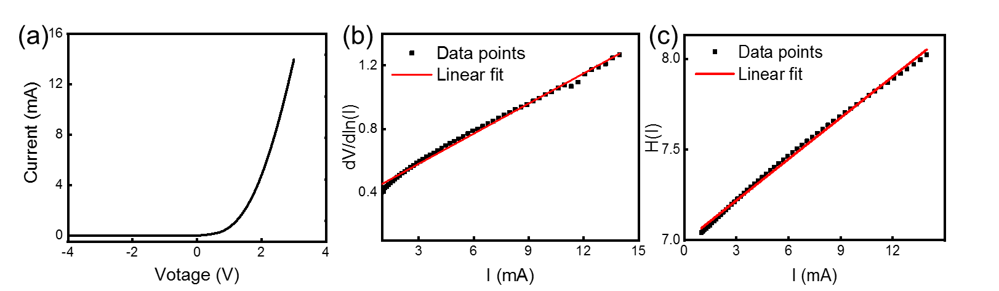 (a)
16
12
8
4
0
Current (mA)
-4 -2 0 2 4
Votage (V)
(b)
Data points
Linear fit
1.2
0.8
0.4
dV/dln(I)
3 6 9 12 15
I (mA)
(c)
Data points
Linear fit
8.0
7.5
7.0
H(I)
0 3 6 9 12
I (mA)